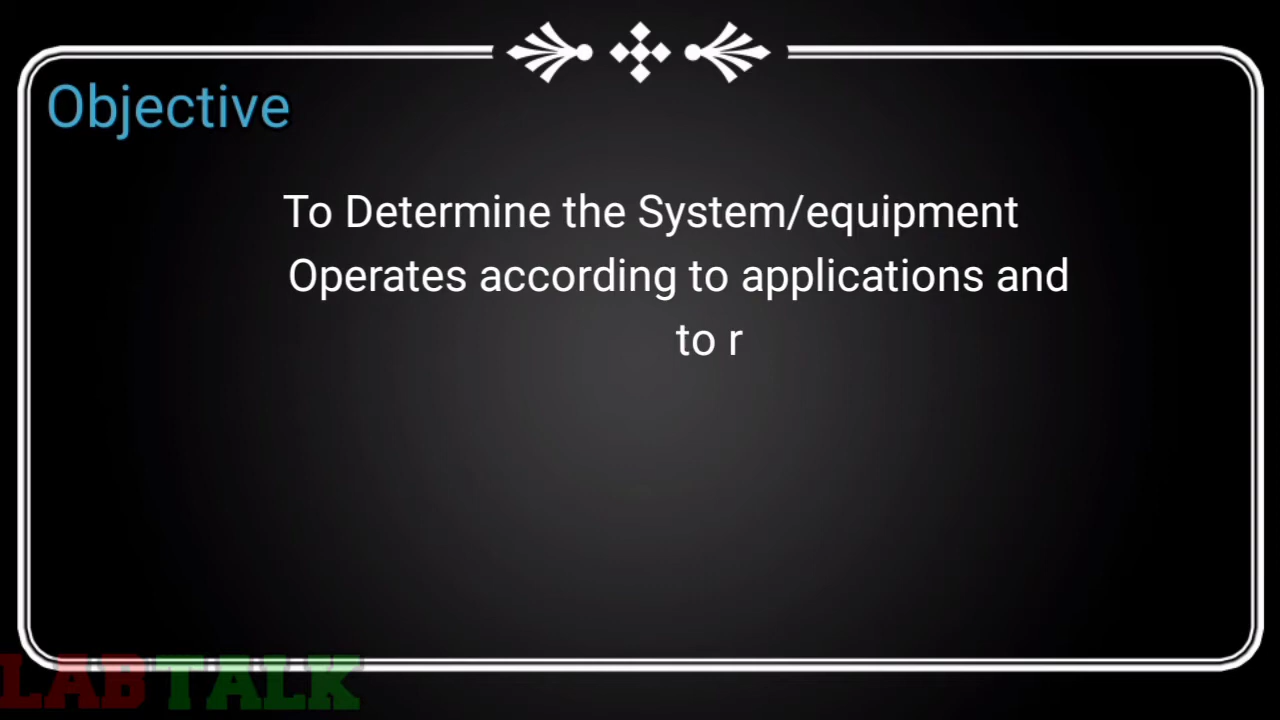 Objective
To Determine the System/equipment
Operates according to applications and
to r
LABTALK